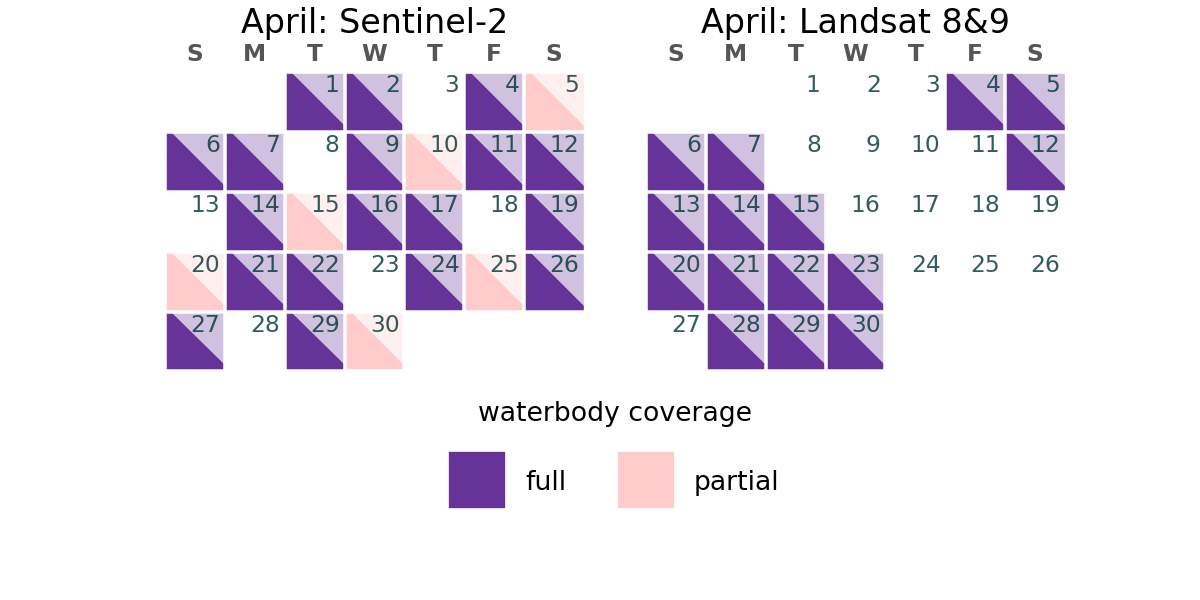 April: Sentinel-2
S M T W T F S
1 2 3 4 5
6 7 8 9 10 11 12
13 14 15 16 17 18 19
20 21 22 23 24 25 26
27 28 29 30
April: Landsat 8&9
S M T W T F S
1 2 3 4 5
6 7 8 9 10 11 12
13 14 15 16 17 18 19
20 21 22 23 24 25 26
27 28 29 30
waterbody coverage
full partial